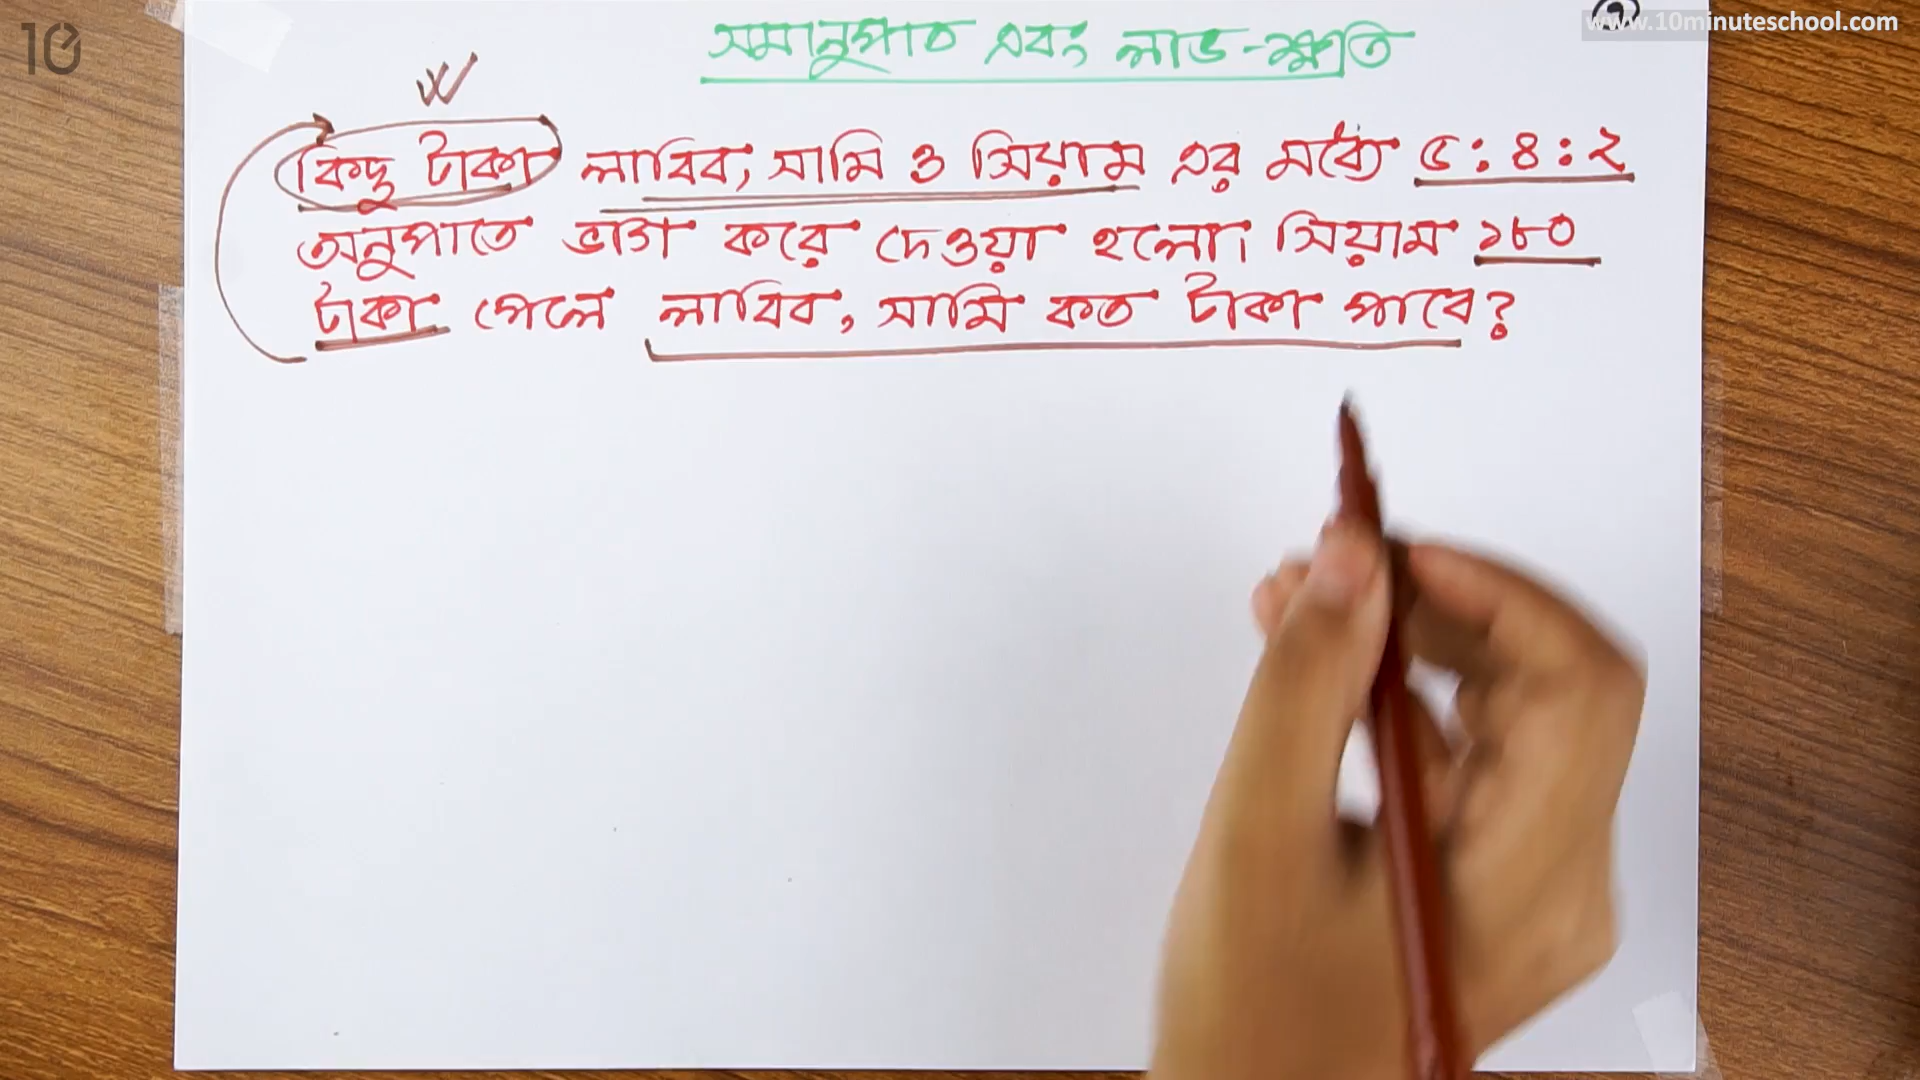 10
www.10minuteschool.com
সমানুপাত এবং লাভ-ক্ষতি
কিছু টাকা লাবিব, সামি ও সিয়াম এর মধ্যে ৫:৪:২
অনুপাতে ভাগ করে দেওয়া হলো। সিয়াম ১৮০
টাকা পেলে লাবিব, সামি কত টাকা পাবে?